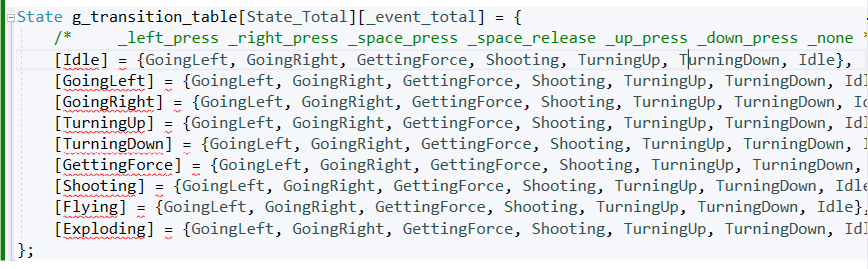 State g_transition_table[State_Total][_event_total] = {
/* _left_press _right_press _space_press _space_release _up_press _down_press _none *
[Idle] = {GoingLeft, GoingRight, GettingForce, Shooting, TurningUp, TurningDown, Idle},
[GoingLeft] = {GoingLeft, GoingRight, GettingForce, Shooting, TurningUp, TurningDown, Idl
[GoingRight] = {GoingLeft, GoingRight, GettingForce, Shooting, TurningUp, TurningDown, Id
[TurningUp] = {GoingLeft, GoingRight, GettingForce, Shooting, TurningUp, TurningDown, Idl
[TurningDown] = {GoingLeft, GoingRight, GettingForce, Shooting, TurningUp, TurningDown, I
[GettingForce] = {GoingLeft, GoingRight, GettingForce, Shooting, TurningUp, TurningDown,
[Shooting] = {GoingLeft, GoingRight, GettingForce, Shooting, TurningUp, TurningDown, Idle
[Flying] = {GoingLeft, GoingRight, GettingForce, Shooting, TurningUp, TurningDown, Idle},
[Exploding] = {GoingLeft, GoingRight, GettingForce, Shooting, TurningUp, TurningDown, Idl
};